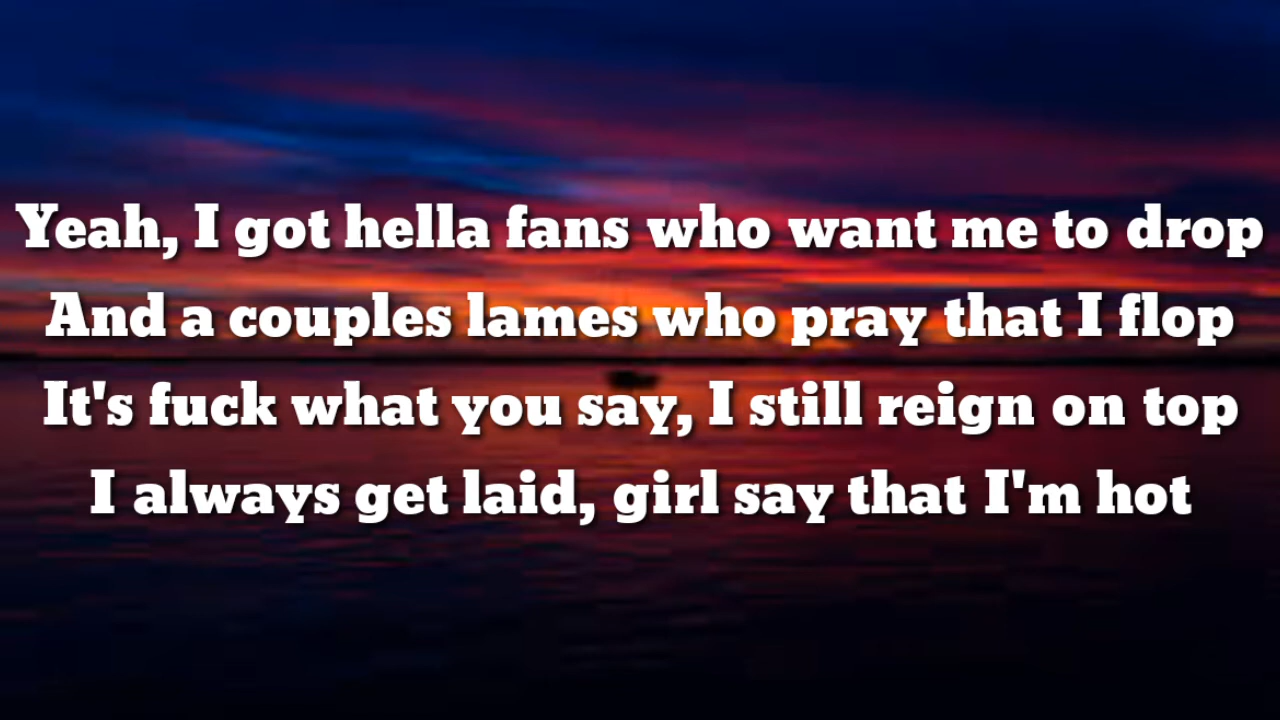 Yeah, I got hella fans who want me to drop
And a couples lames who pray that I flop
It's fuck what you say, I still reign on top
I always get laid, girl say that I'm hot